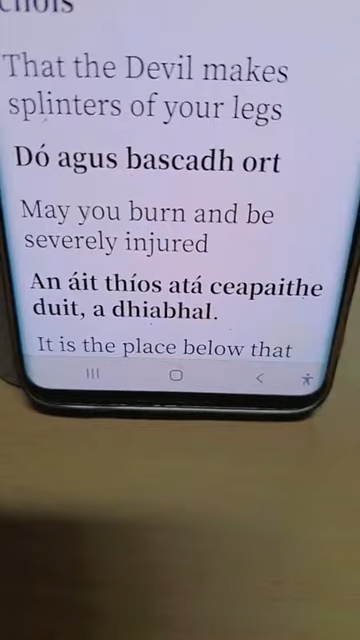 That the Devil makes
splinters of your legs
Dó agus bascadh ort
May you burn and be
severely injured
An áit thíos atá ceapaithe
duit, a dhiabhal.
It is the place below that